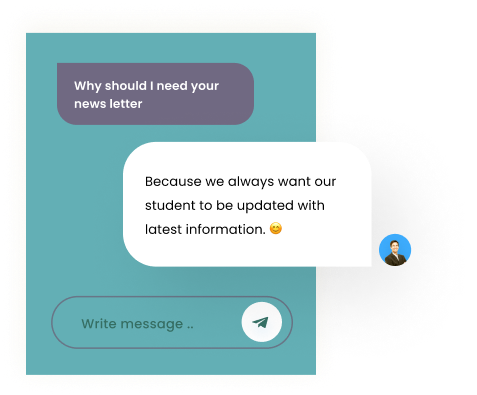 Why should I need your
news letter
Because we always want our
student to be updated with
latest information. 😊
Write message ..